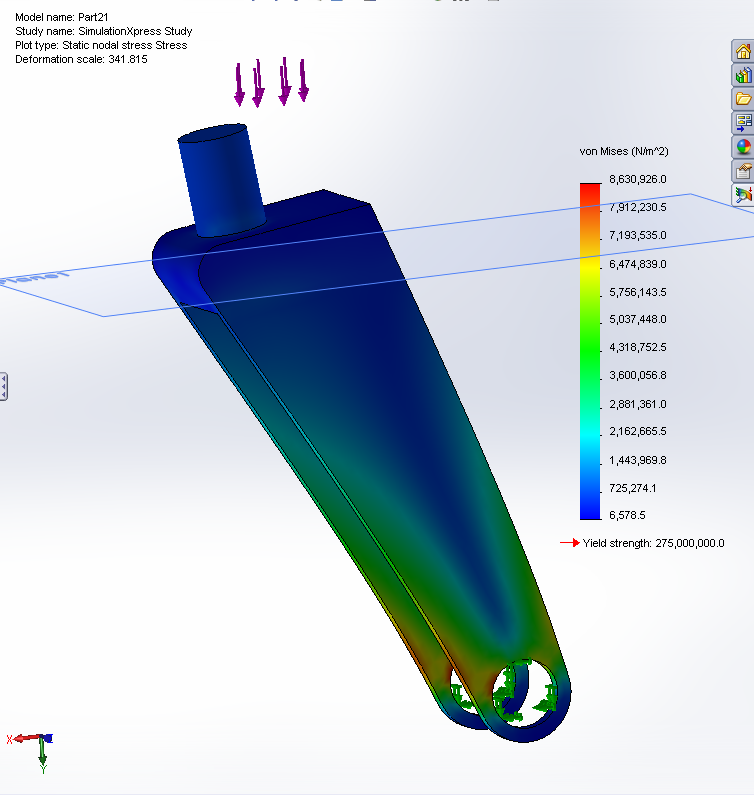 Model name: Part21
Study name: SimulationXpress Study
Plot type: Static nodal stress Stress
Deformation scale: 341.815
von Mises (N/m^2)
8,630,926.0
7,912,230.5
7,193,535.0
6,474,839.0
5,756,143.5
5,037,448.0
4,318,752.5
3,600,056.8
2,881,361.0
2,162,665.5
1,443,969.8
725,274.1
6,578.5
Yield strength: 275,000,000.0
Plane1
X
Y